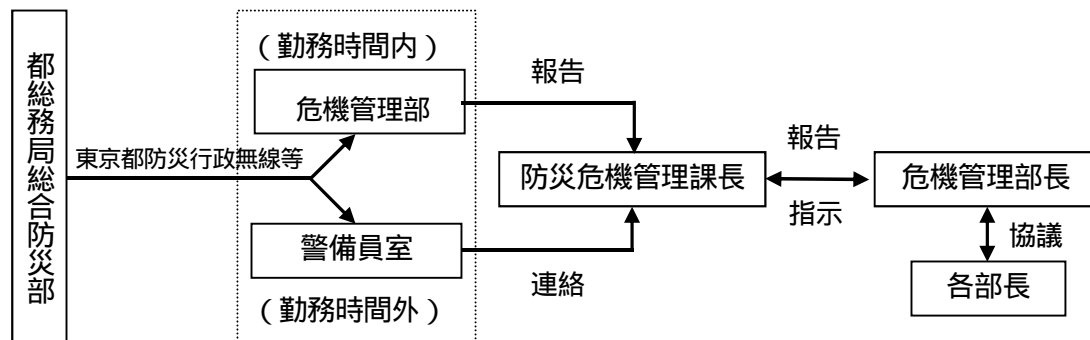 都総務局総合防災部
東京都防災行政無線等
（勤務時間内）
危機管理部
警備員室
（勤務時間外）
報告
連絡
防災危機管理課長
報告
指示
危機管理部長
協議
各部長